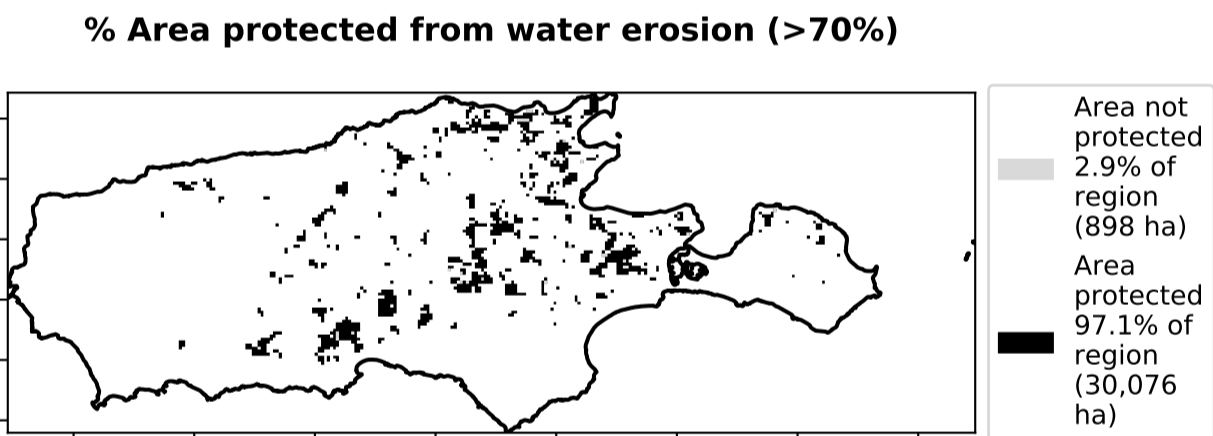 % Area protected from water erosion (>70%)
Area not
protected
2.9% of
region
(898 ha)
Area
protected
97.1% of
region
(30,076
ha)